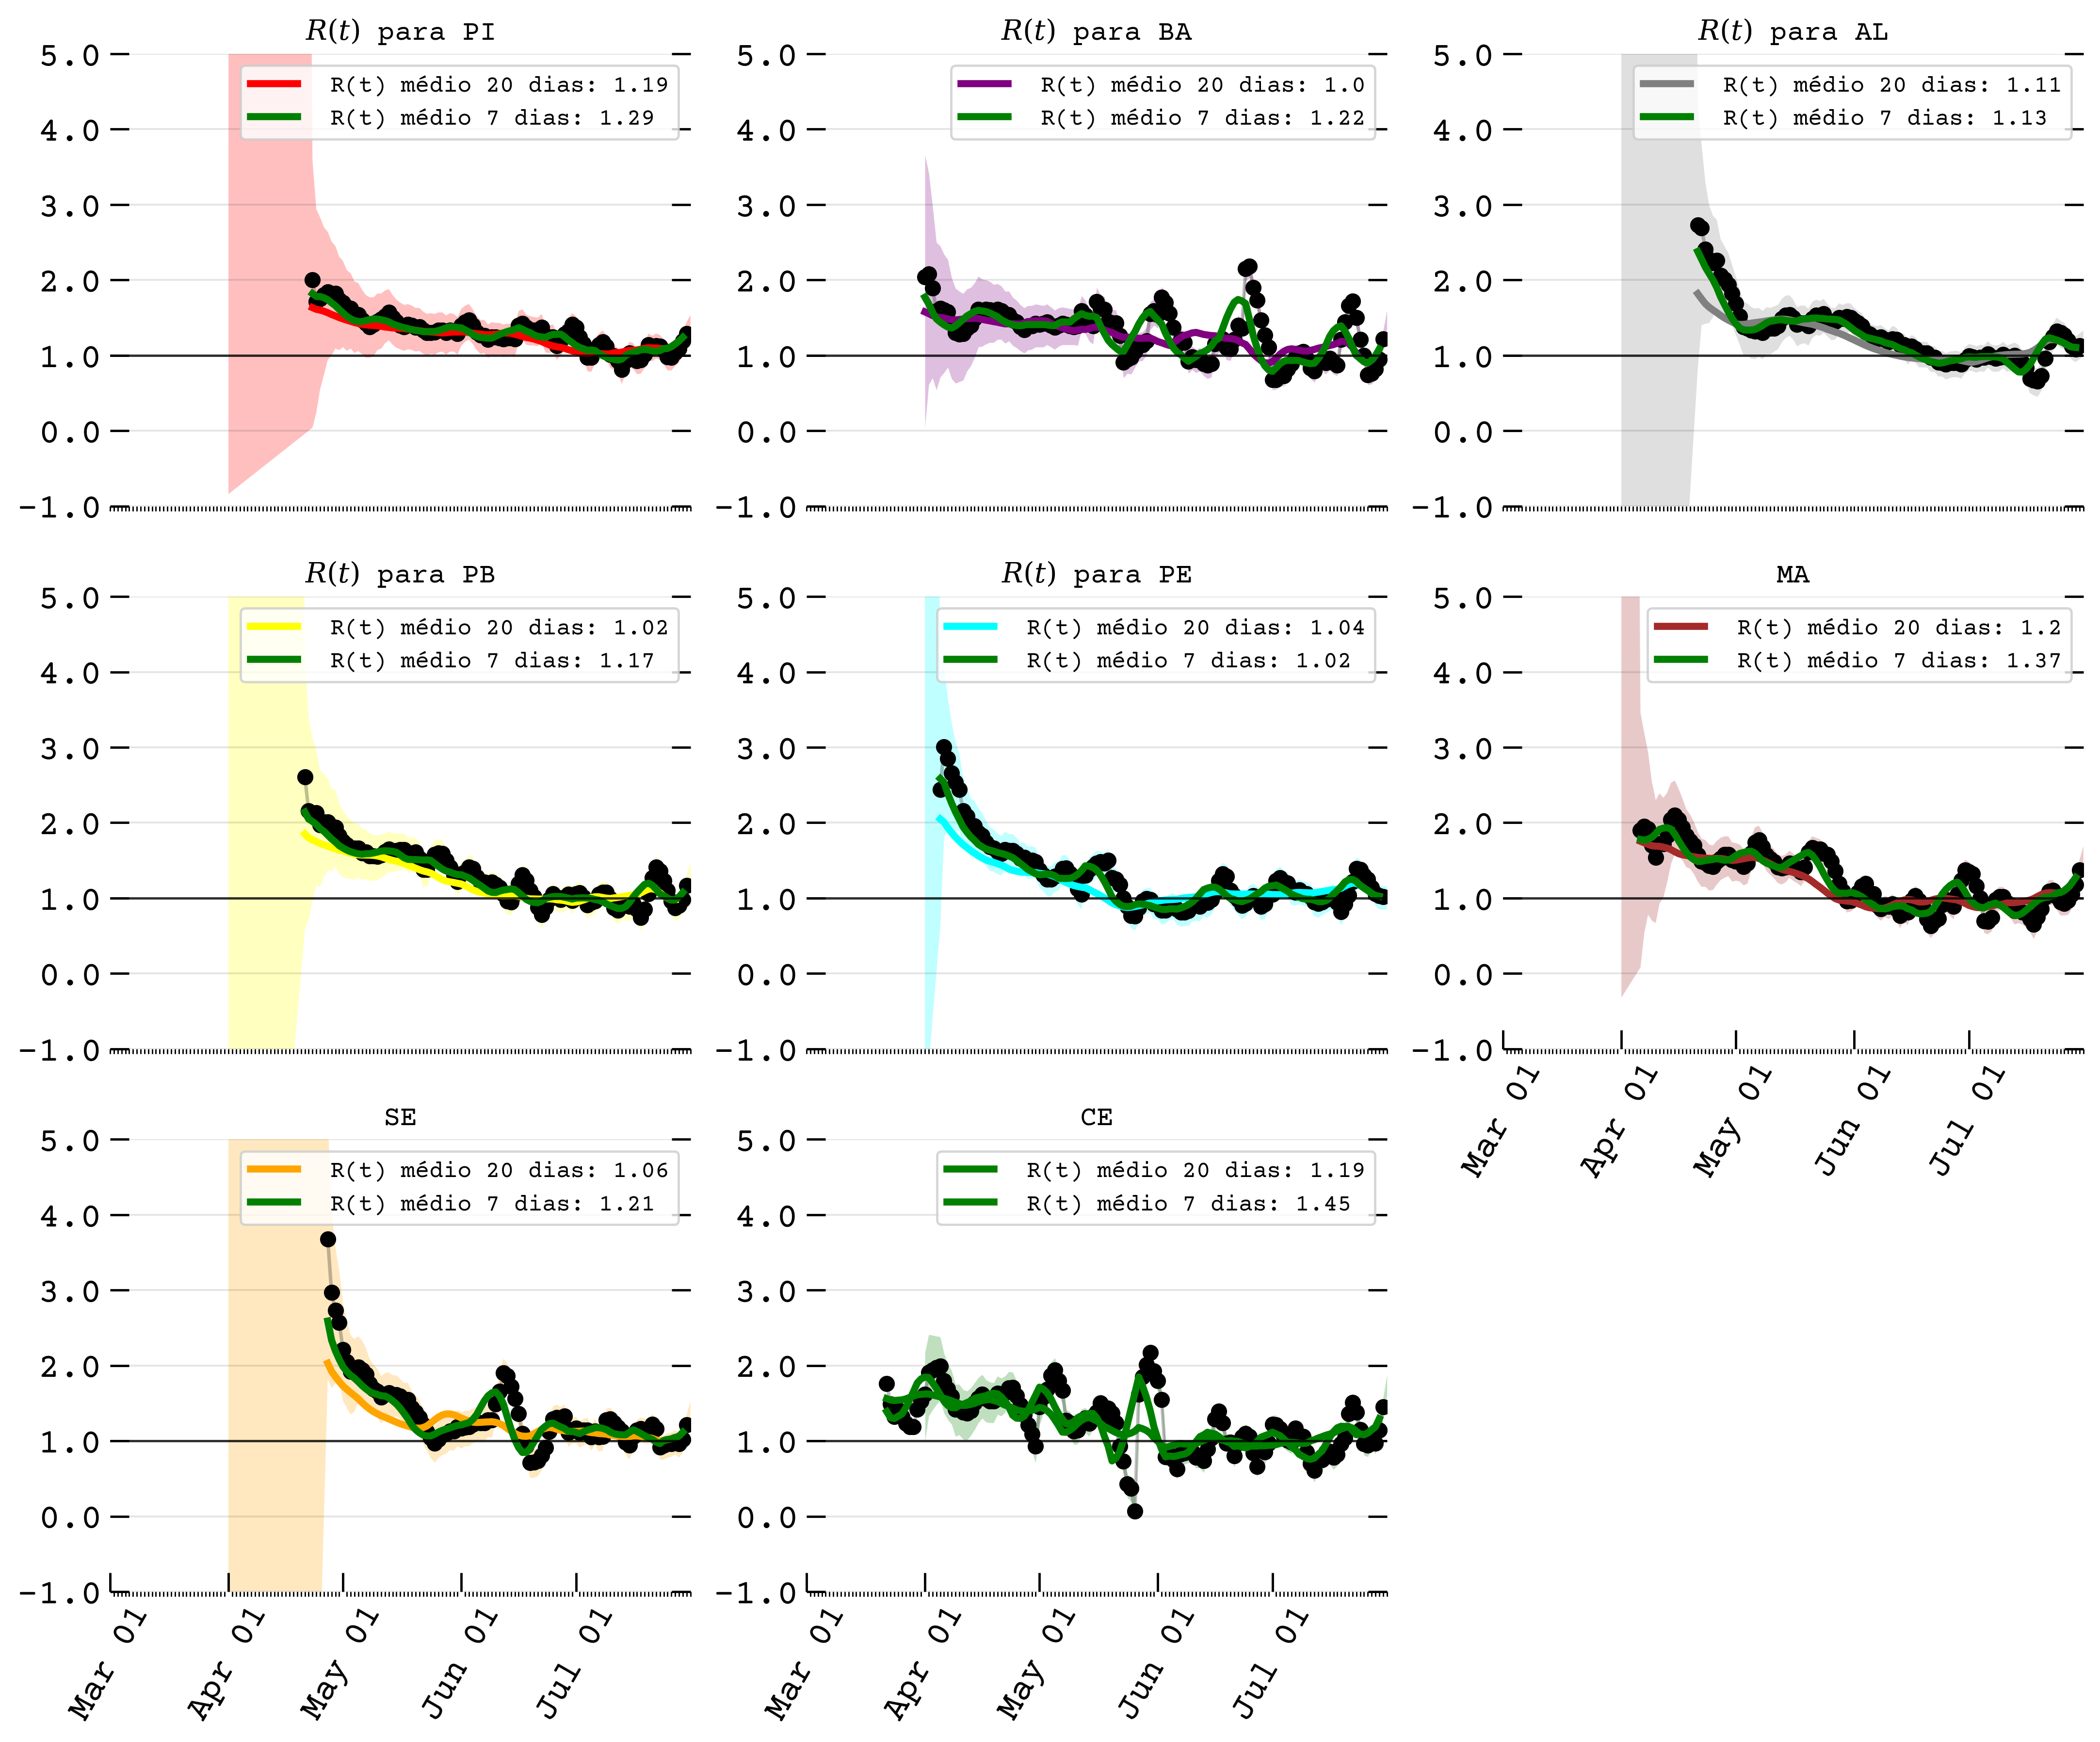 R(t) para PI
5.0
4.0
3.0
2.0
1.0
0.0
-1.0
R(t) médio 20 dias: 1.19
R(t) médio 7 dias: 1.29
R(t) para BA
5.0
4.0
3.0
2.0
1.0
0.0
-1.0
R(t) médio 20 dias: 1.0
R(t) médio 7 dias: 1.22
R(t) para AL
5.0
4.0
3.0
2.0
1.0
0.0
-1.0
R(t) médio 20 dias: 1.11
R(t) médio 7 dias: 1.13
R(t) para PB
5.0
4.0
3.0
2.0
1.0
0.0
-1.0
R(t) médio 20 dias: 1.02
R(t) médio 7 dias: 1.17
R(t) para PE
5.0
4.0
3.0
2.0
1.0
0.0
-1.0
R(t) médio 20 dias: 1.04
R(t) médio 7 dias: 1.02
MA
5.0
4.0
3.0
2.0
1.0
0.0
-1.0
R(t) médio 20 dias: 1.2
R(t) médio 7 dias: 1.37
Mar 01
Apr 01
May 01
Jun 01
Jul 01
SE
5.0
4.0
3.0
2.0
1.0
0.0
-1.0
R(t) médio 20 dias: 1.06
R(t) médio 7 dias: 1.21
Mar 01
Apr 01
May 01
Jun 01
Jul 01
CE
5.0
4.0
3.0
2.0
1.0
0.0
-1.0
R(t) médio 20 dias: 1.19
R(t) médio 7 dias: 1.45
Mar 01
Apr 01
May 01
Jun 01
Jul 01